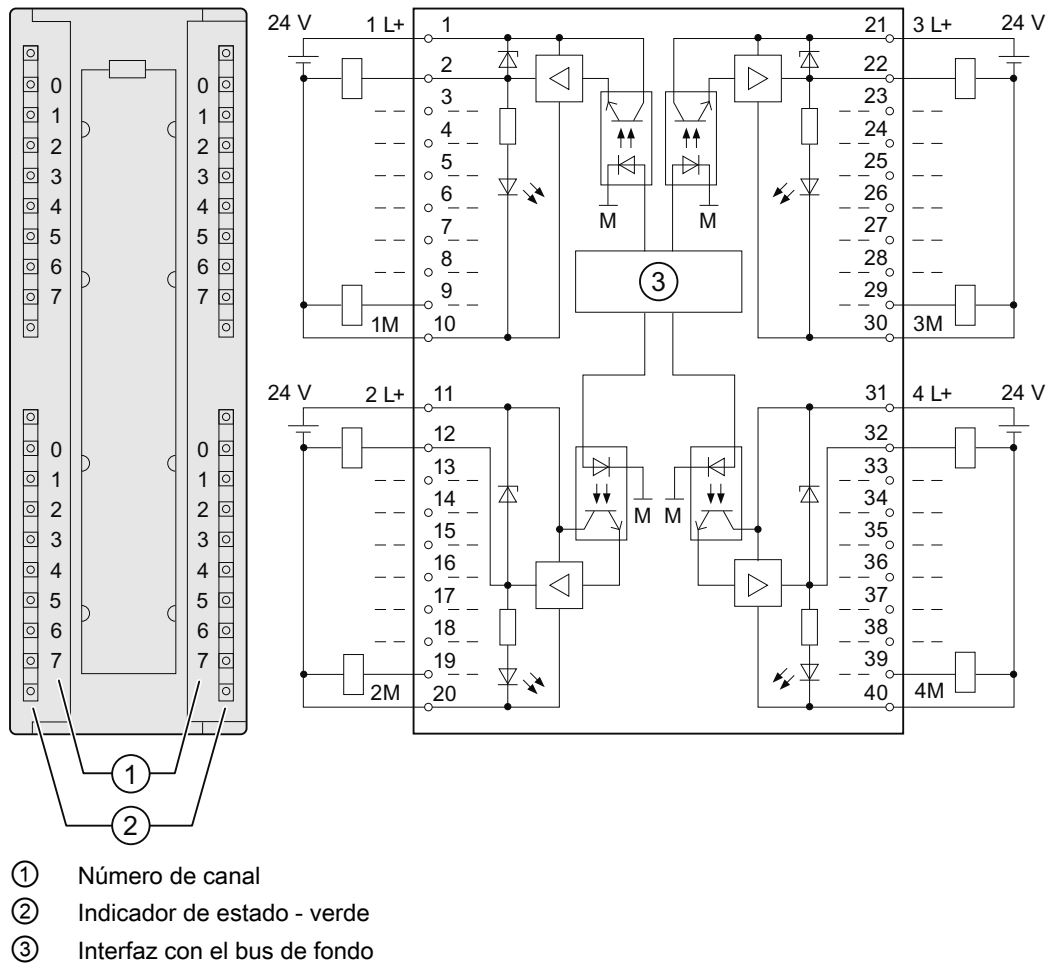 24 V 1 L+ 1 21 3 L+ 24 V
2 22
0 0 3 23
1 1 4 24
2 2 5 25
3 3 6 26
4 4 7 27
5 5 8 28
6 6 9 29
7 7 1M 10 30 3M
M M
3
24 V 2 L+ 11 31 4 L+ 24 V
12 32
0 0 13 33
1 1 14 34
2 2 15 35
3 3 16 36
4 4 17 37
5 5 18 38
6 6 19 39
7 7 2M 20 40 4M
M M
1
2
① Número de canal
② Indicador de estado - verde
③ Interfaz con el bus de fondo